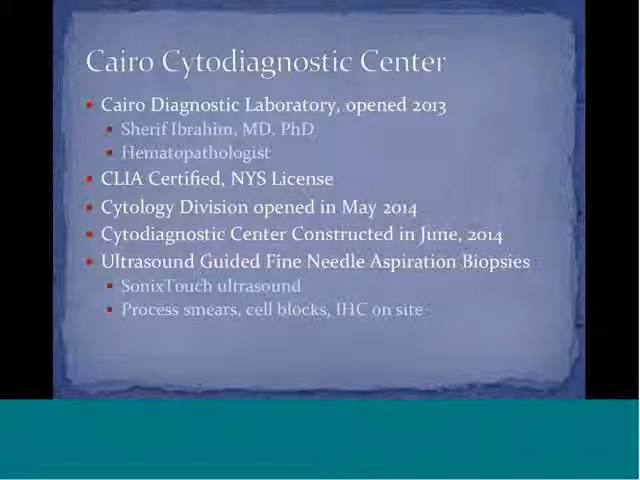 Cairo Cytodiagnostic Center
Cairo Diagnostic Laboratory, opened 2013
Sherif Ibrahim, MD, PhD
Hematopathologist
CLIA Certified, NYS License
Cytology Division opened in May 2014
Cytodiagnostic Center Constructed in June, 2014
Ultrasound Guided Fine Needle Aspiration Biopsies
SonixTouch ultrasound
Process smears, cell blocks, IHC on site